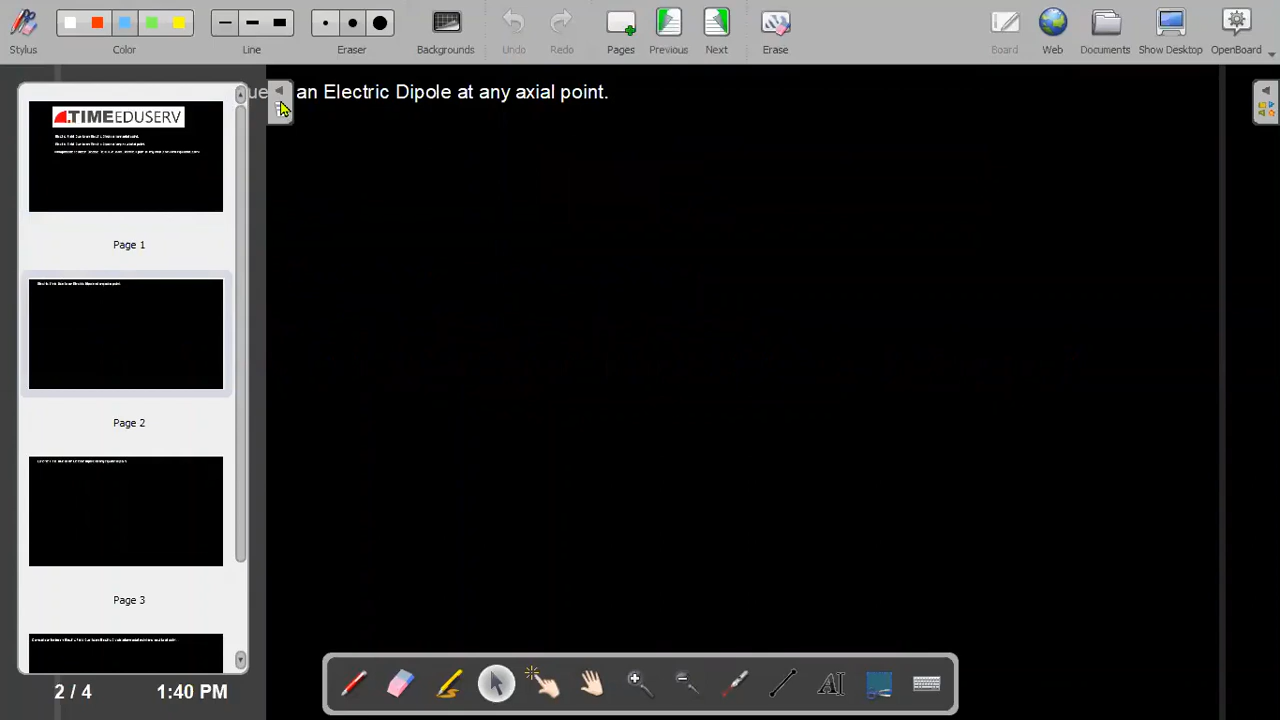 Stylus
Color
Line
Eraser
Backgrounds
Undo
Redo
Pages
Previous
Next
Erase
Board
Web
Documents
Show Desktop
OpenBoard
an Electric Dipole at any axial point.
TIMEEDUSERV
Page 1
Page 2
Page 3
2 / 4
1:40 PM
AI